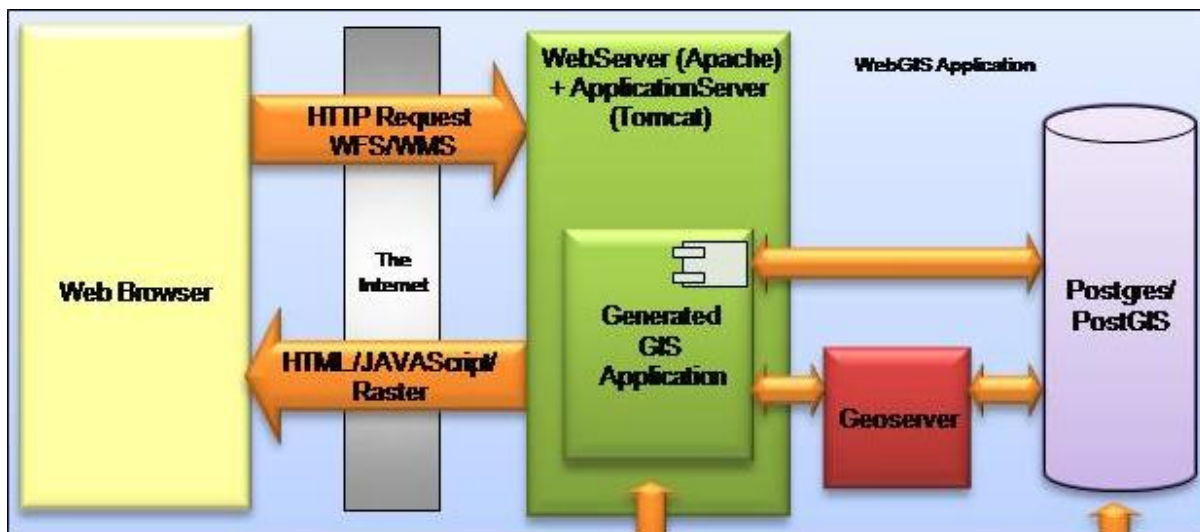 WebServer (Apache)
+ ApplicationServer
(Tomcat)
WebGIS Application
HTTP Request
WFS/WMS
The
Internet
Web Browser
HTML/JAVAScript/
Raster
Generated
GIS
Application
Geoserver
Postgres/
PostGIS